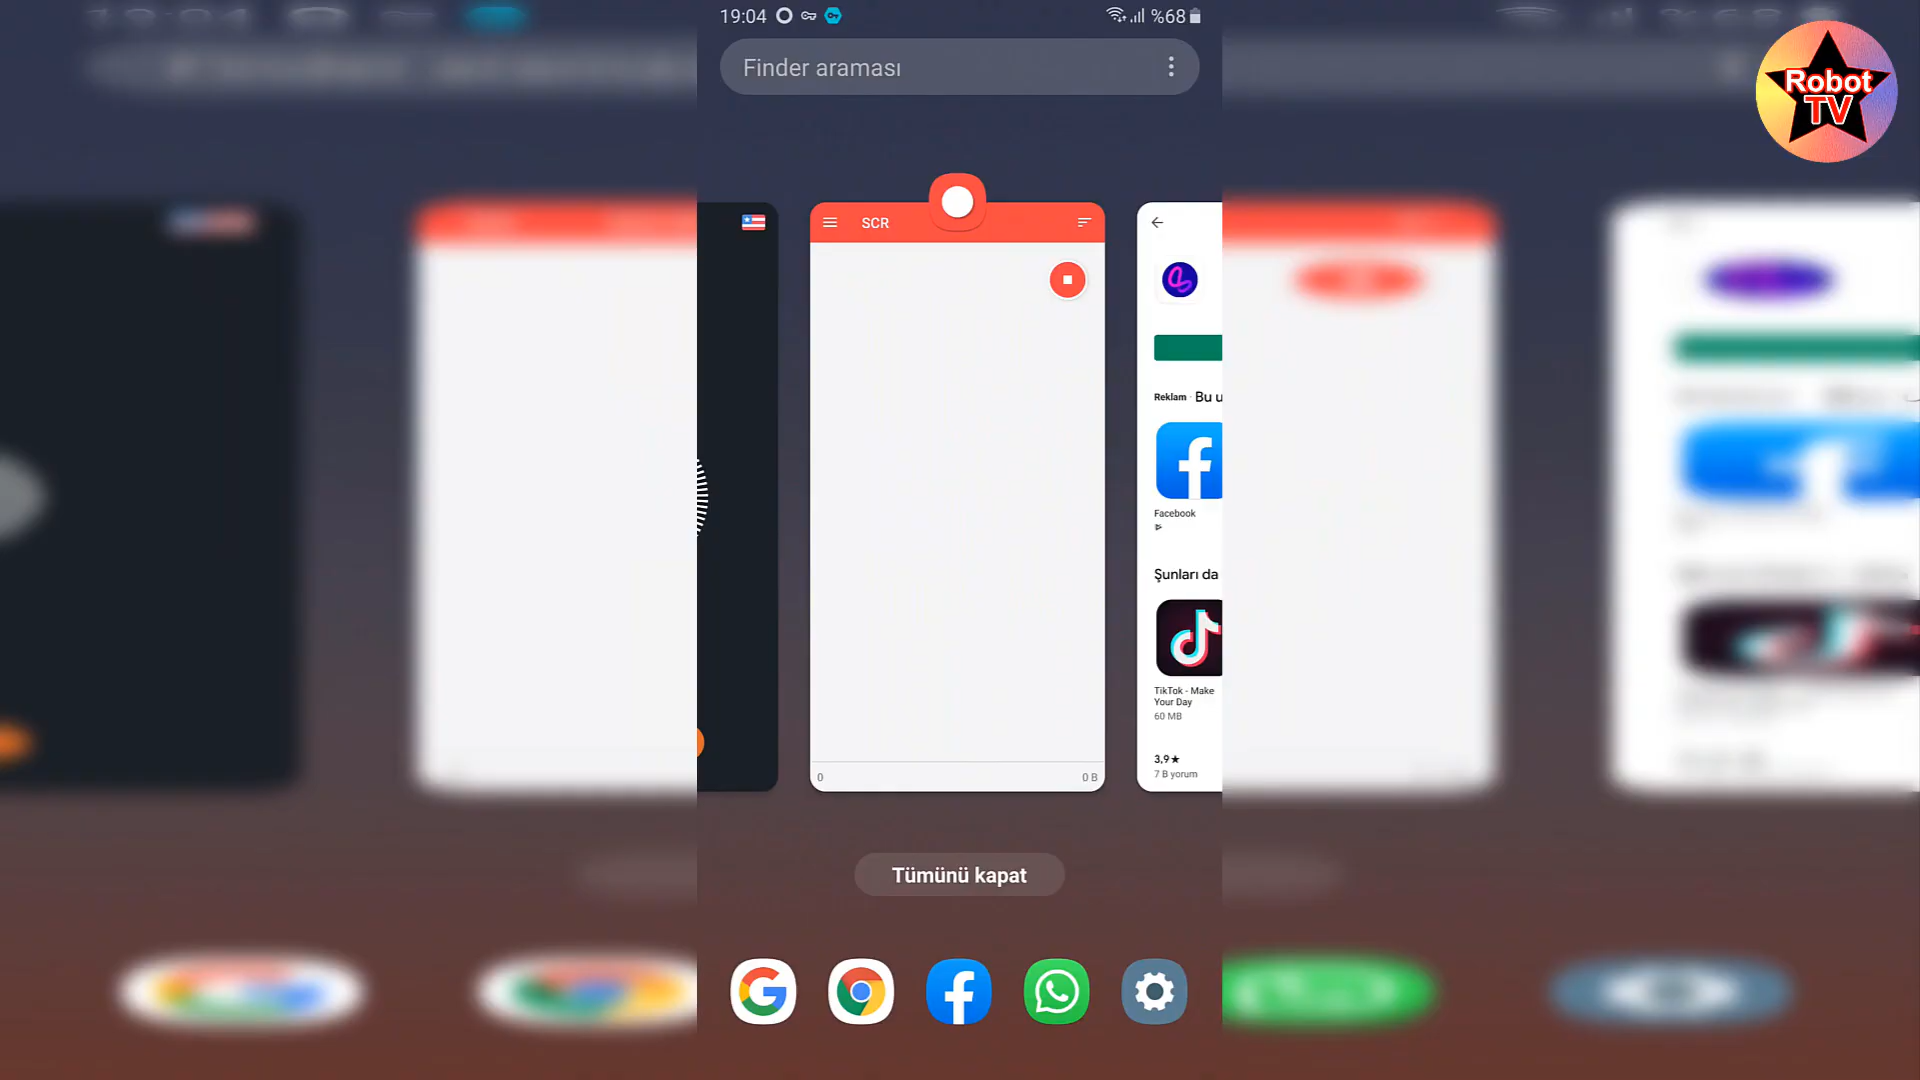 19:04
%68
Finder araması
Robot
TV
SCR
Reklam · Bu u
Facebook
Şunları da
TikTok - Make
Your Day
60 MB
3,9★
7 B yorum
0
0 B
Tümünü kapat